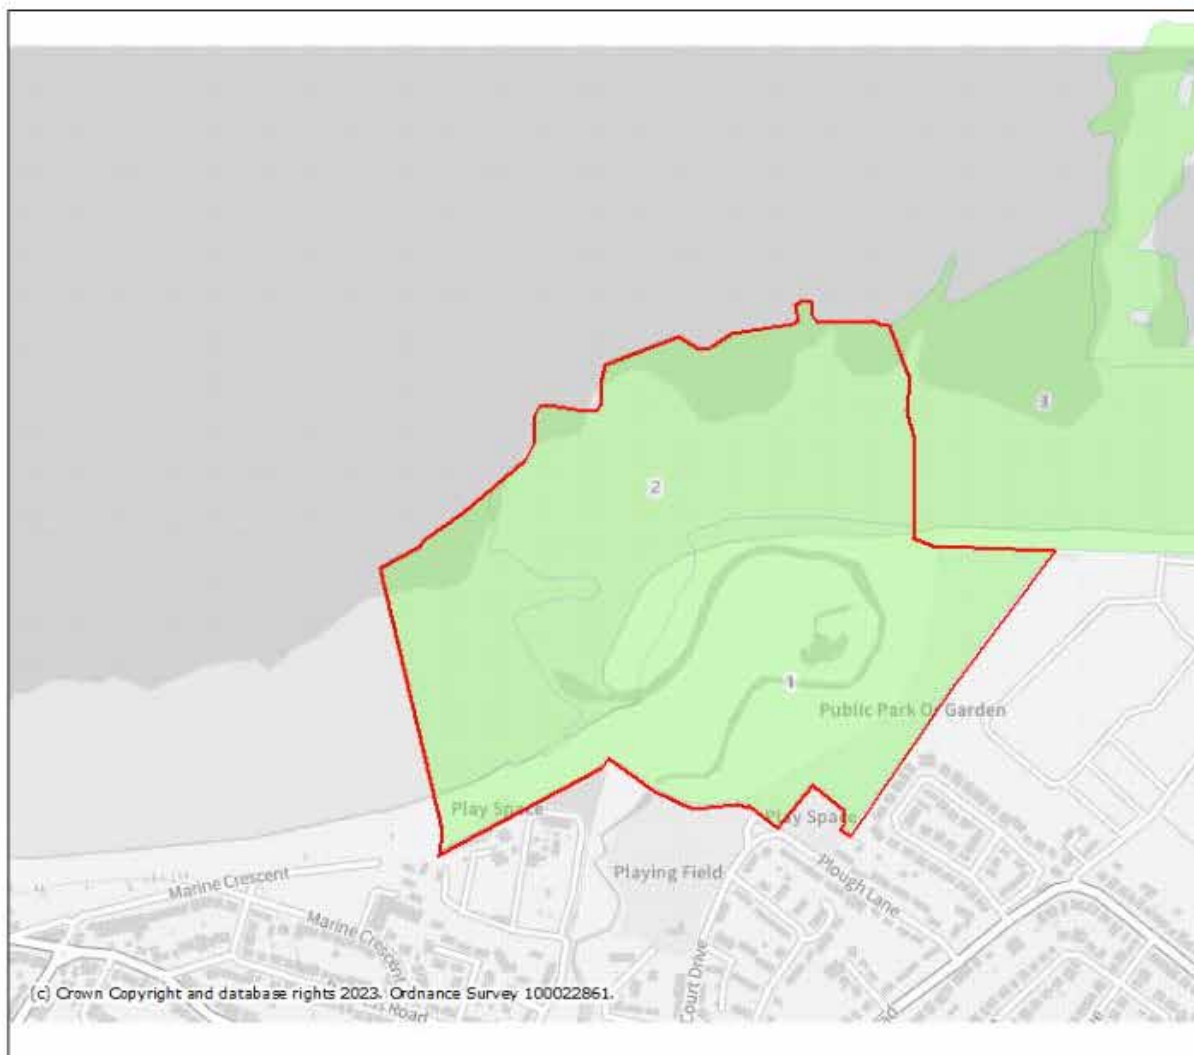 3
2
1
Public Park Or Garden
Play Space
Play Space
Playing Field
Plough Lane
Marine Crescent
Marine Crescent
Court Drive
Road
(c) Crown Copyright and database rights 2023. Ordnance Survey 100022861.